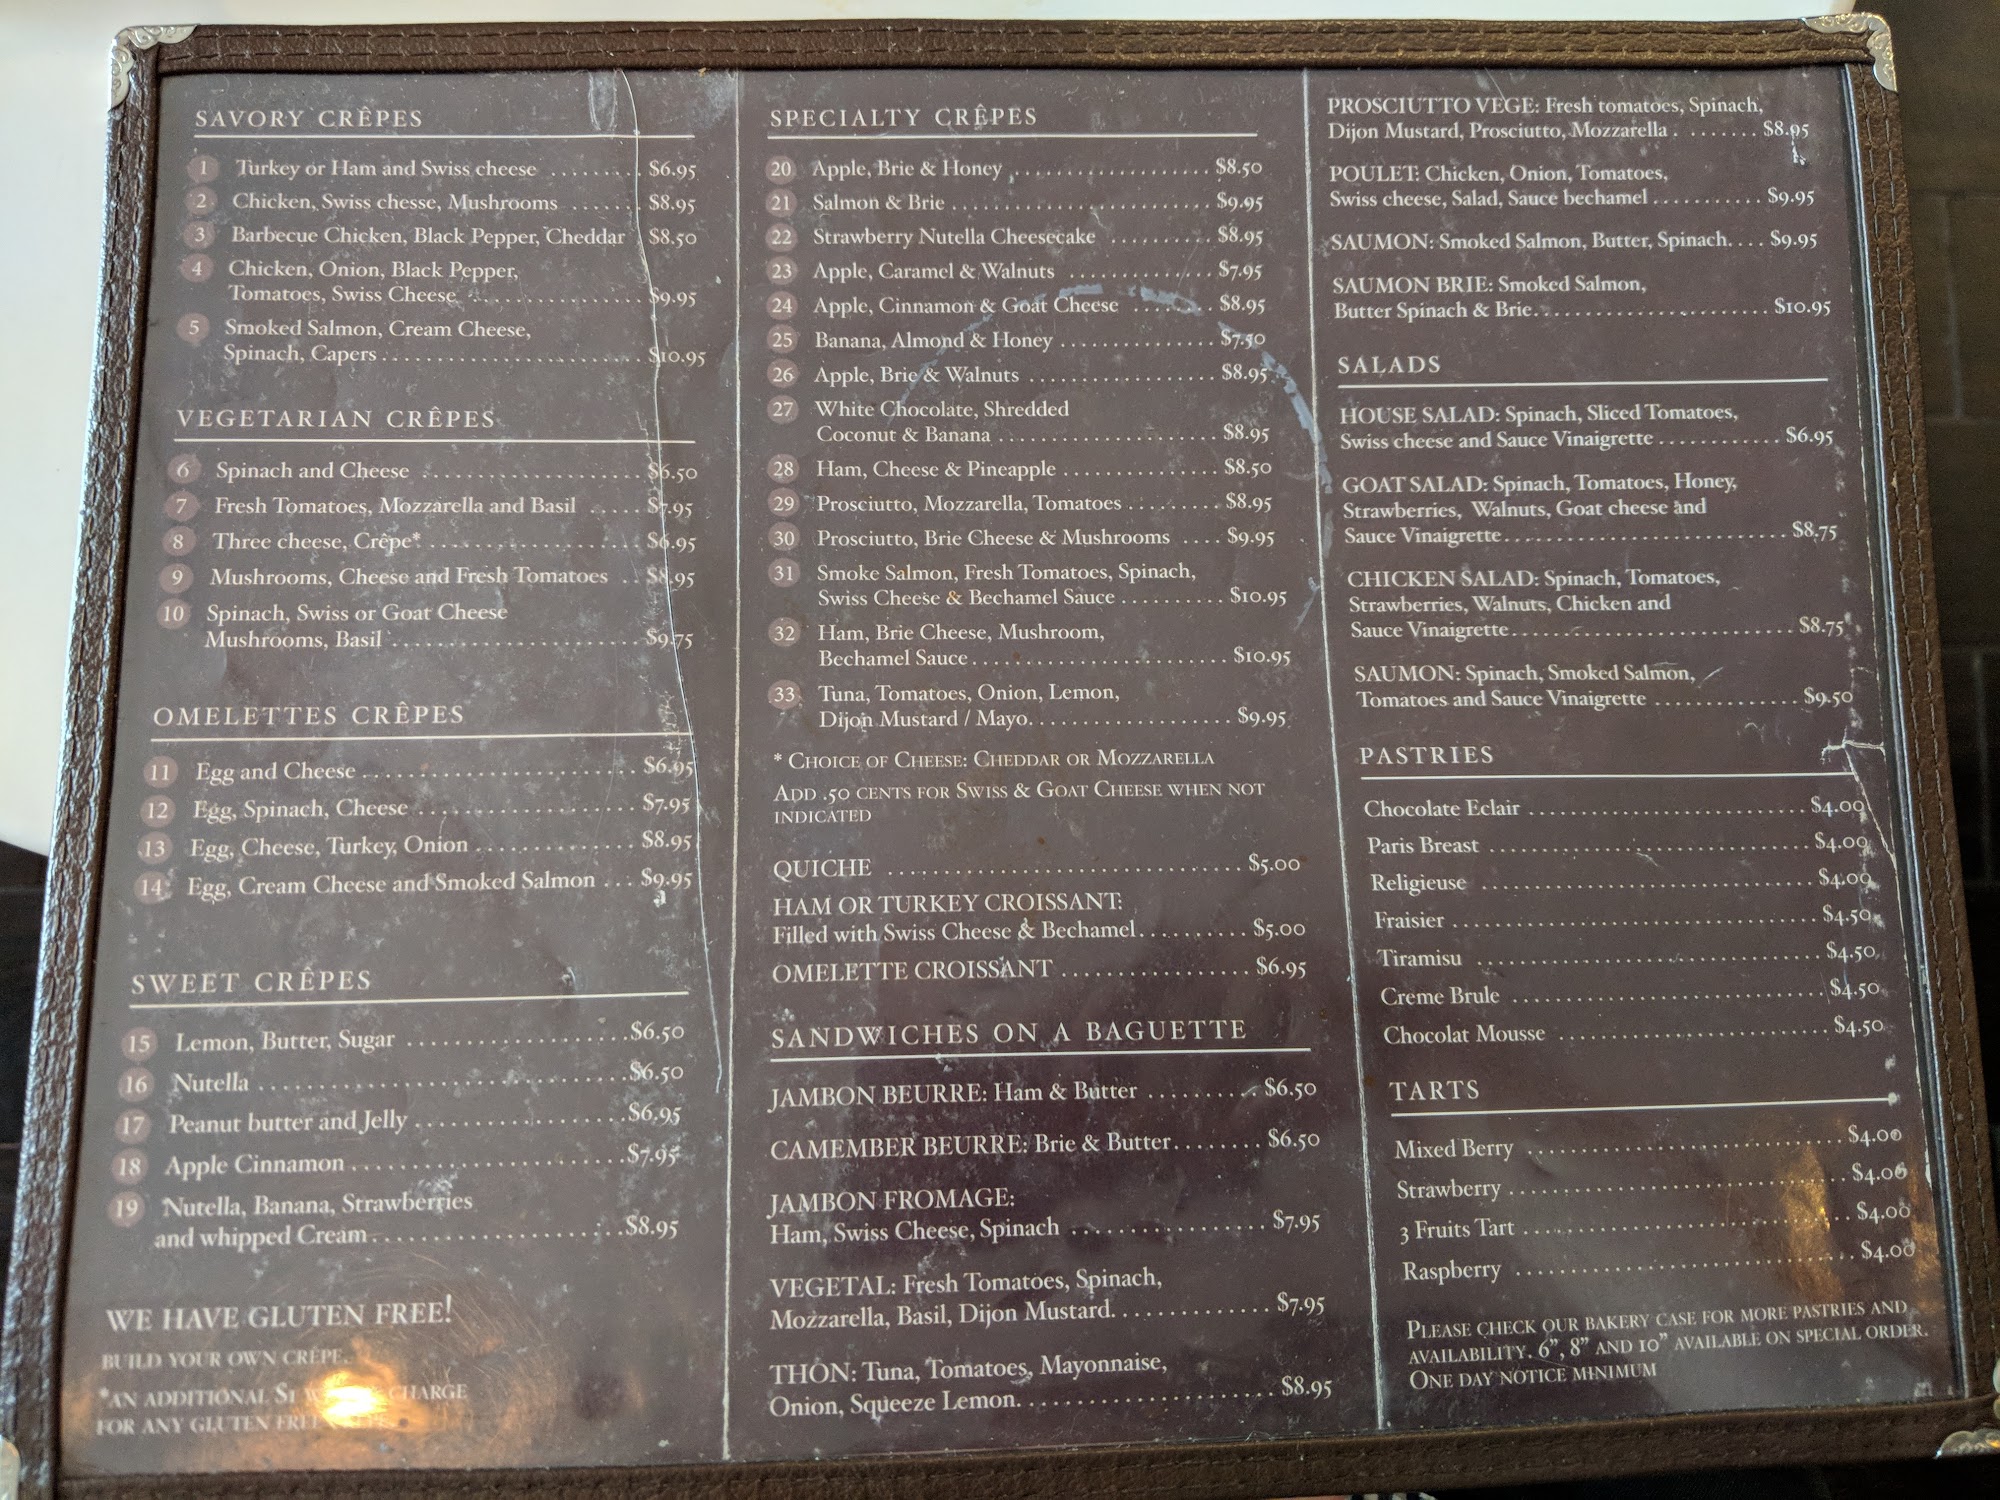 SAVORY CRÊPES
1 Turkey or Ham and Swiss cheese ........ $6.95
2 Chicken, Swiss chesse, Mushrooms ...... $8.95
3 Barbecue Chicken, Black Pepper, Cheddar $8.50
4 Chicken, Onion, Black Pepper,
Tomatoes, Swiss Cheese ................ $9.95
5 Smoked Salmon, Cream Cheese,
Spinach, Capers ...................... $10.95
VEGETARIAN CRÊPES
6 Spinach and Cheese .................. $6.50
7 Fresh Tomatoes, Mozzarella and Basil ..... $7.95
8 Three cheese, Crêpe* ................. $6.95
9 Mushrooms, Cheese and Fresh Tomatoes .. $8.95
10 Spinach, Swiss or Goat Cheese
Mushrooms, Basil ..................... $9.75
OMELETTES CRÊPES
11 Egg and Cheese ...................... $6.95
12 Egg, Spinach, Cheese .................. $7.95
13 Egg, Cheese, Turkey, Onion ............. $8.95
14 Egg, Cream Cheese and Smoked Salmon ... $9.95
SWEET CRÊPES
15 Lemon, Butter, Sugar .................. $6.50
16 Nutella .............................. $6.50
17 Peanut butter and Jelly ................. $6.95
18 Apple Cinnamon ...................... $7.95
19 Nutella, Banana, Strawberries
and whipped Cream .................... $8.95
WE HAVE GLUTEN FREE!
BUILD YOUR OWN CRÊPE.
*AN ADDITIONAL CHARGE
FOR ANY GLUTEN FREE
SPECIALTY CRÊPES
20 Apple, Brie & Honey .................... $8.50
21 Salmon & Brie ......................... $9.95
22 Strawberry Nutella Cheesecake .......... $8.95
23 Apple, Caramel & Walnuts .............. $7.95
24 Apple, Cinnamon & Goat Cheese ........ $8.95
25 Banana, Almond & Honey ............... $7.50
26 Apple, Brie & Walnuts .................. $8.95
27 White Chocolate, Shredded
Coconut & Banana ..................... $8.95
28 Ham, Cheese & Pineapple ............... $8.50
29 Prosciutto, Mozzarella, Tomatoes ......... $8.95
30 Prosciutto, Brie Cheese & Mushrooms .... $9.95
31 Smoke Salmon, Fresh Tomatoes, Spinach,
Swiss Cheese & Bechamel Sauce .......... $10.95
32 Ham, Brie Cheese, Mushroom,
Bechamel Sauce ........................ $10.95
33 Tuna, Tomatoes, Onion, Lemon,
Dijon Mustard / Mayo. ................... $9.95
* CHOICE OF CHEESE: CHEDDAR OR MOZZARELLA
ADD .50 CENTS FOR SWISS & GOAT CHEESE WHEN NOT
INDICATED
QUICHE ................................ $5.00
HAM OR TURKEY CROISSANT:
Filled with Swiss Cheese & Bechamel .......... $5.00
OMELETTE CROISSANT ................. $6.95
SANDWICHES ON A BAGUETTE
JAMBON BEURRE: Ham & Butter .......... $6.50
CAMEMBER BEURRE: Brie & Butter ........ $6.50
JAMBON FROMAGE:
Ham, Swiss Cheese, Spinach ................. $7.95
VEGETAL: Fresh Tomatoes, Spinach,
Mozzarella, Basil, Dijon Mustard. ............. $7.95
THON: Tuna, Tomatoes, Mayonnaise,
Onion, Squeeze Lemon. ..................... $8.95
PROSCIUTTO VEGE: Fresh tomatoes, Spinach,
Dijon Mustard, Prosciutto, Mozzarella . ....... $8.95
POULET: Chicken, Onion, Tomatoes,
Swiss cheese, Salad, Sauce bechamel ........... $9.95
SAUMON: Smoked Salmon, Butter, Spinach .... $9.95
SAUMON BRIE: Smoked Salmon,
Butter Spinach & Brie ....................... $10.95
SALADS
HOUSE SALAD: Spinach, Sliced Tomatoes,
Swiss cheese and Sauce Vinaigrette ............ $6.95
GOAT SALAD: Spinach, Tomatoes, Honey,
Strawberries, Walnuts, Goat cheese and
Sauce Vinaigrette ............................ $8.75
CHICKEN SALAD: Spinach, Tomatoes,
Strawberries, Walnuts, Chicken and
Sauce Vinaigrette ............................ $8.75
SAUMON: Spinach, Smoked Salmon,
Tomatoes and Sauce Vinaigrette .............. $9.50
PASTRIES
Chocolate Eclair ............................ $4.00
Paris Breast ................................ $4.00
Religieuse ................................. $4.00
Fraisier .................................... $4.50
Tiramisu ................................... $4.50
Creme Brule ............................... $4.50
Chocolat Mousse ........................... $4.50
TARTS
Mixed Berry ............................... $4.00
Strawberry ................................. $4.00
3 Fruits Tart ................................ $4.00
Raspberry ................................. $4.00
PLEASE CHECK OUR BAKERY CASE FOR MORE PASTRIES AND
AVAILABILITY. 6", 8" AND 10" AVAILABLE ON SPECIAL ORDER.
ONE DAY NOTICE MINIMUM